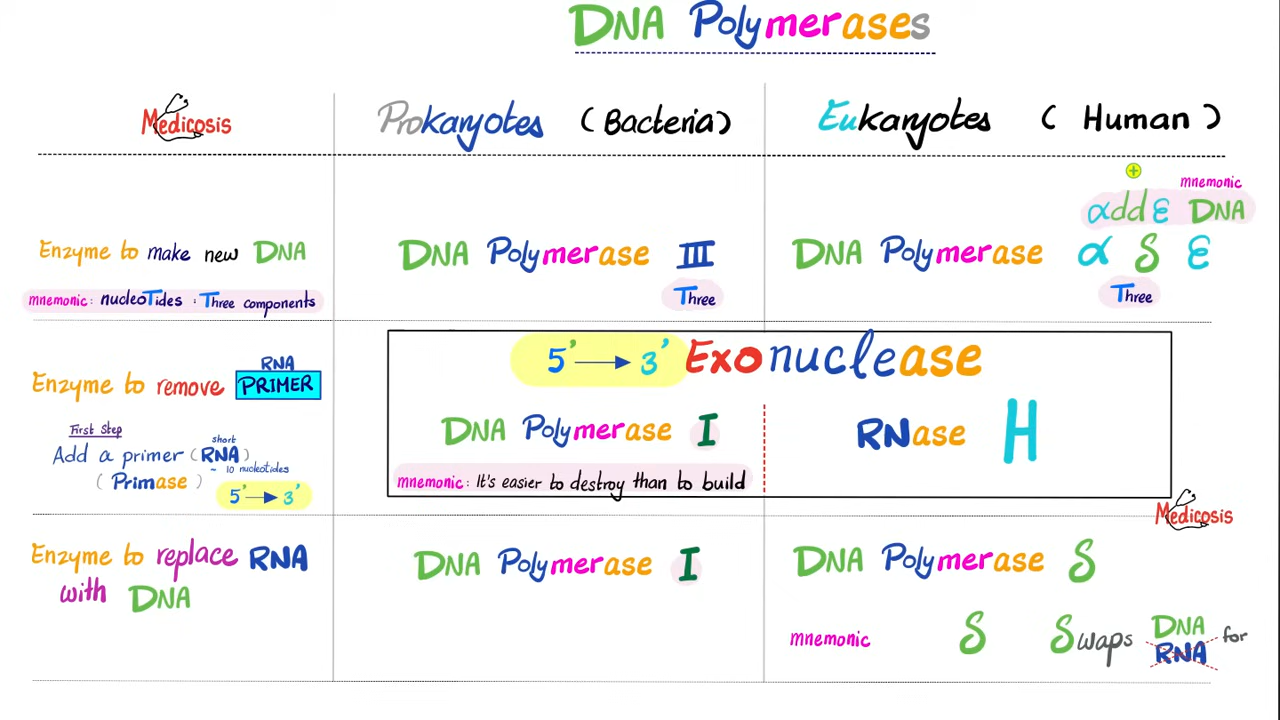 DNA Polymerases
Medicosis
Prokaryotes (Bacteria)
Eukaryotes (Human)
mnemonic
αddε DNA
Enzyme to make new DNA
mnemonic: nucleoTides : Three components
DNA Polymerase III
Three
DNA Polymerase α δ ε
Three
5' → 3' Exonuclease
RNA
Enzyme to remove PRIMER
First Step
short
Add a primer (RNA)
~ 10 nucleotides
(Primase)
5' → 3'
DNA Polymerase I
mnemonic: It's easier to destroy than to build
RNase H
Medicosis
Enzyme to replace RNA
with DNA
DNA Polymerase I
DNA Polymerase δ
mnemonic δ δwaps DNA for
RNA